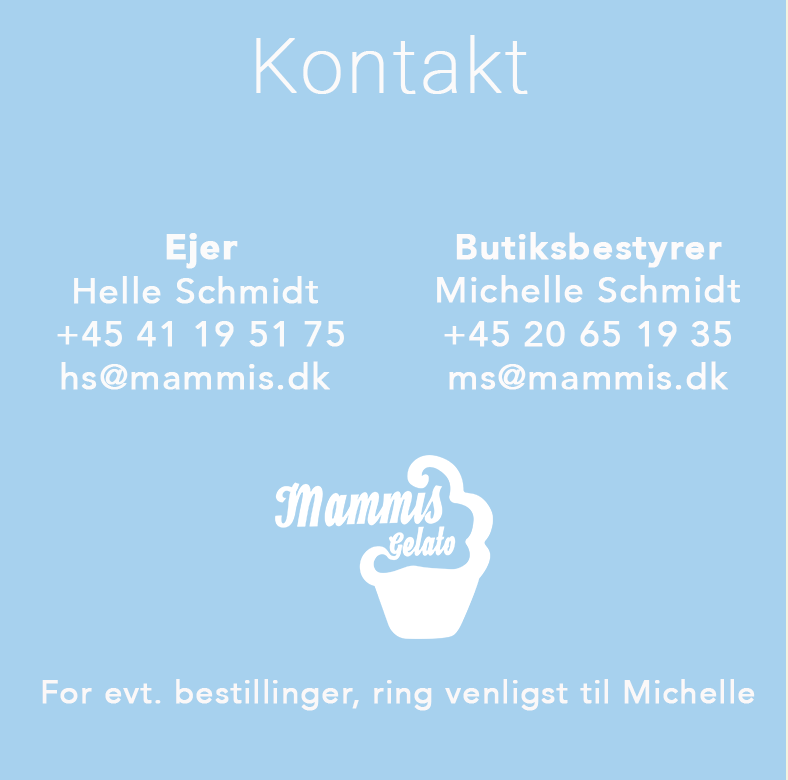 Kontakt
Ejer
Helle Schmidt
+45 41 19 51 75
hs@mammis.dk
Butiksbestyrer
Michelle Schmidt
+45 20 65 19 35
ms@mammis.dk
Mammis
Gelato
For evt. bestillinger, ring venligst til Michelle